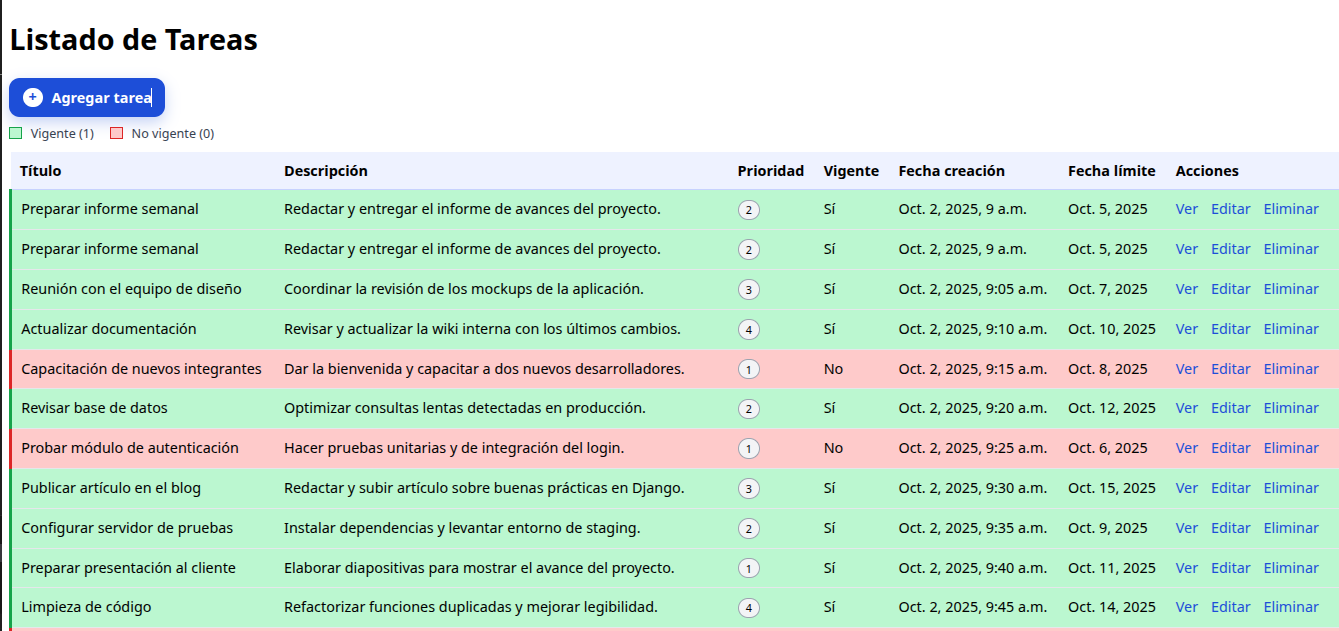 Listado de Tareas
+ Agregar tarea
Vigente (1) No vigente (0)
Título Descripción Prioridad Vigente Fecha creación Fecha límite Acciones
Preparar informe semanal Redactar y entregar el informe de avances del proyecto. 2 Sí Oct. 2, 2025, 9 a.m. Oct. 5, 2025 Ver Editar Eliminar
Preparar informe semanal Redactar y entregar el informe de avances del proyecto. 2 Sí Oct. 2, 2025, 9 a.m. Oct. 5, 2025 Ver Editar Eliminar
Reunión con el equipo de diseño Coordinar la revisión de los mockups de la aplicación. 3 Sí Oct. 2, 2025, 9:05 a.m. Oct. 7, 2025 Ver Editar Eliminar
Actualizar documentación Revisar y actualizar la wiki interna con los últimos cambios. 4 Sí Oct. 2, 2025, 9:10 a.m. Oct. 10, 2025 Ver Editar Eliminar
Capacitación de nuevos integrantes Dar la bienvenida y capacitar a dos nuevos desarrolladores. 1 No Oct. 2, 2025, 9:15 a.m. Oct. 8, 2025 Ver Editar Eliminar
Revisar base de datos Optimizar consultas lentas detectadas en producción. 2 Sí Oct. 2, 2025, 9:20 a.m. Oct. 12, 2025 Ver Editar Eliminar
Probar módulo de autenticación Hacer pruebas unitarias y de integración del login. 1 No Oct. 2, 2025, 9:25 a.m. Oct. 6, 2025 Ver Editar Eliminar
Publicar artículo en el blog Redactar y subir artículo sobre buenas prácticas en Django. 3 Sí Oct. 2, 2025, 9:30 a.m. Oct. 15, 2025 Ver Editar Eliminar
Configurar servidor de pruebas Instalar dependencias y levantar entorno de staging. 2 Sí Oct. 2, 2025, 9:35 a.m. Oct. 9, 2025 Ver Editar Eliminar
Preparar presentación al cliente Elaborar diapositivas para mostrar el avance del proyecto. 1 Sí Oct. 2, 2025, 9:40 a.m. Oct. 11, 2025 Ver Editar Eliminar
Limpieza de código Refactorizar funciones duplicadas y mejorar legibilidad. 4 Sí Oct. 2, 2025, 9:45 a.m. Oct. 14, 2025 Ver Editar Eliminar